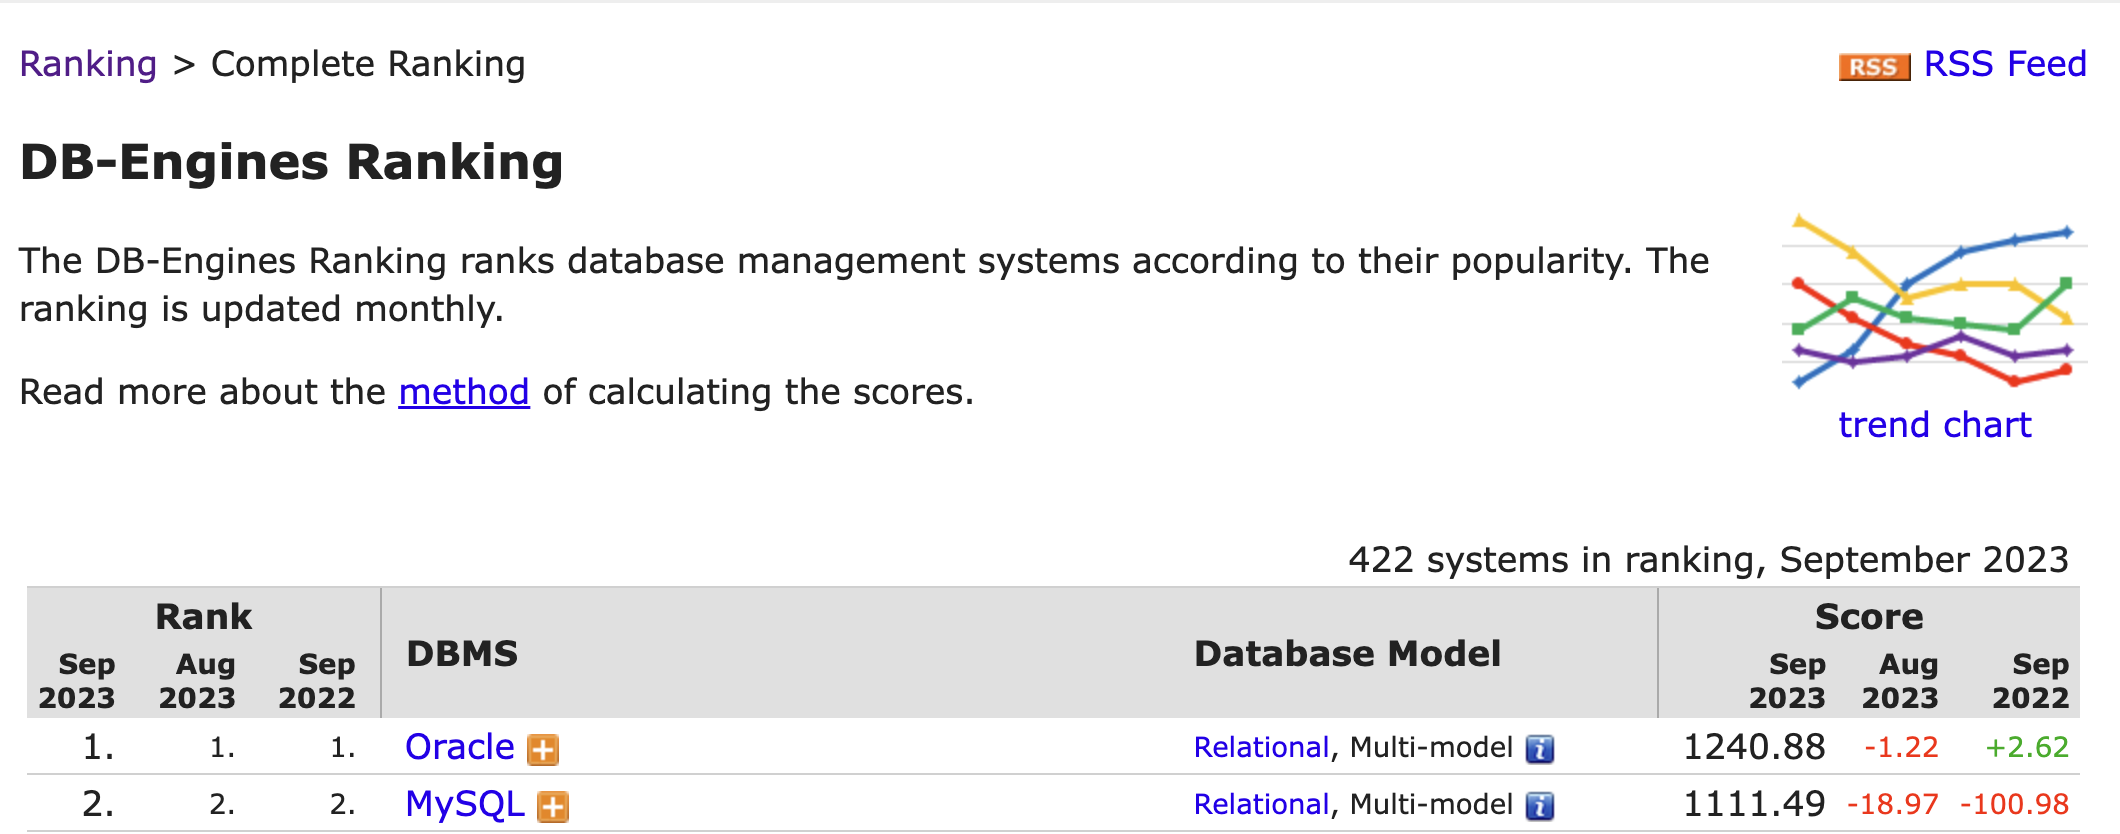 Ranking > Complete Ranking
RSS RSS Feed
DB-Engines Ranking
The DB-Engines Ranking ranks database management systems according to their popularity. The
ranking is updated monthly.
Read more about the method of calculating the scores.
trend chart
422 systems in ranking, September 2023
Rank
Sep 2023 Aug 2023 Sep 2022
DBMS
Database Model
Score
Sep 2023 Aug 2023 Sep 2022
1. 1. 1. Oracle Relational, Multi-model i 1240.88 -1.22 +2.62
2. 2. 2. MySQL Relational, Multi-model i 1111.49 -18.97 -100.98